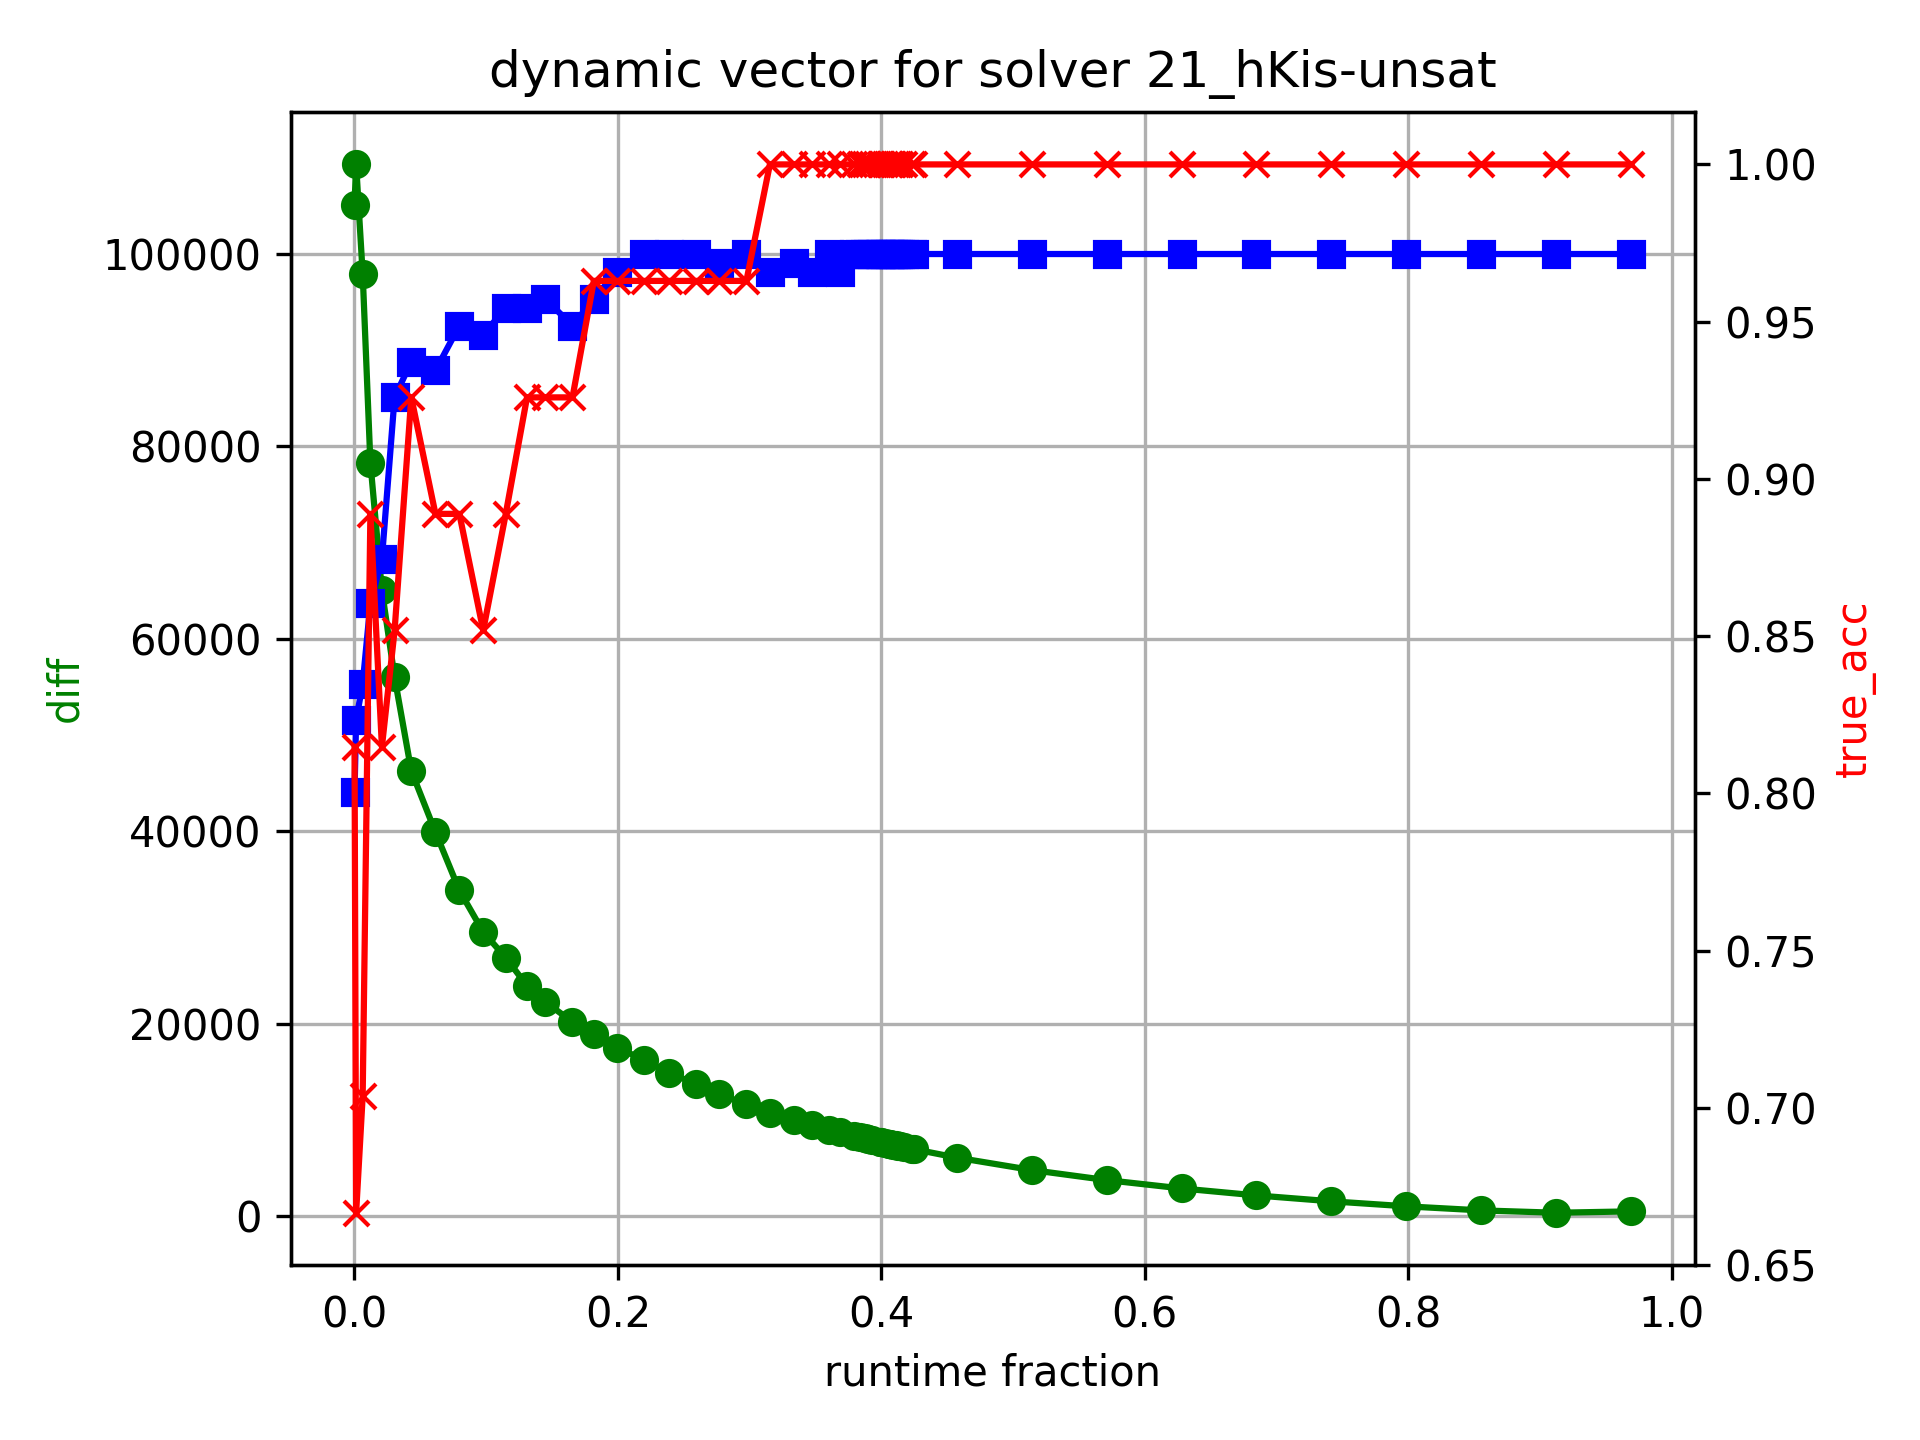 dynamic vector for solver 21_hKis-unsat
diff
100000
80000
60000
40000
20000
0
true_acc
1.00
0.95
0.90
0.85
0.80
0.75
0.70
0.65
0.0 0.2 0.4 0.6 0.8 1.0
runtime fraction